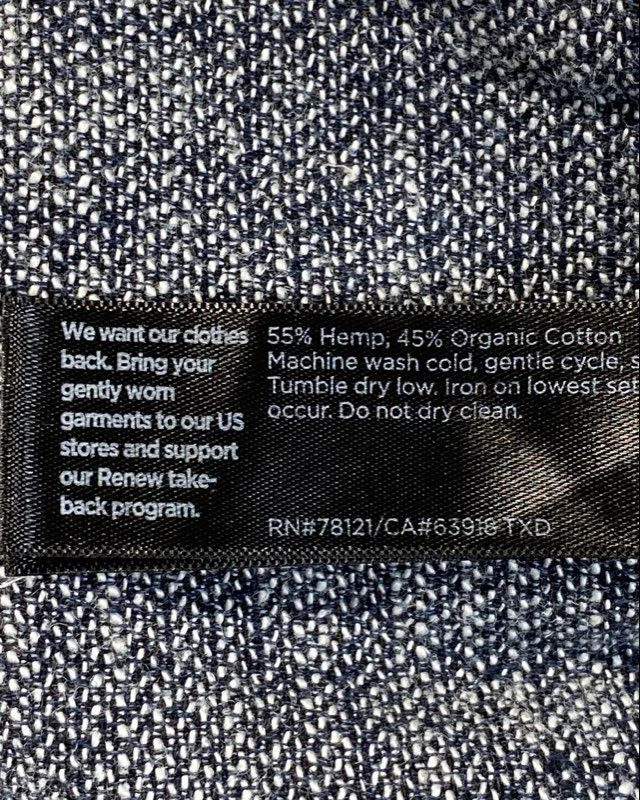 We want our clothes
back. Bring your
gently worn
garments to our US
stores and support
our Renew take-
back program.
55% Hemp, 45% Organic Cotton
Machine wash cold, gentle cycle,
Tumble dry low. Iron on lowest
occur. Do not dry clean.
RN#78121/CA#63918 TXD